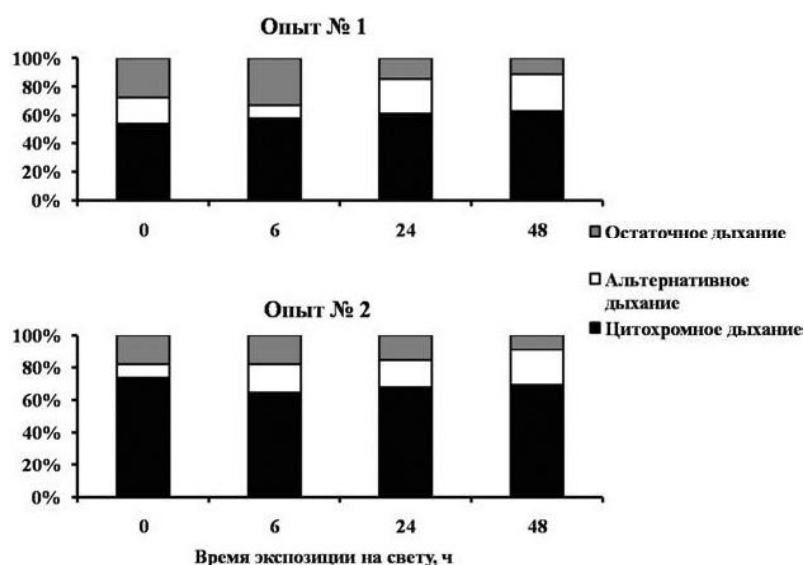 Опыт № 1
100%
80%
60%
40%
20%
0%
0 6 24 48
Остаточное дыхание
Альтернативное
дыхание
Цитохромное дыхание
Опыт № 2
100%
80%
60%
40%
20%
0%
0 6 24 48
Время экспозиции на свету, ч